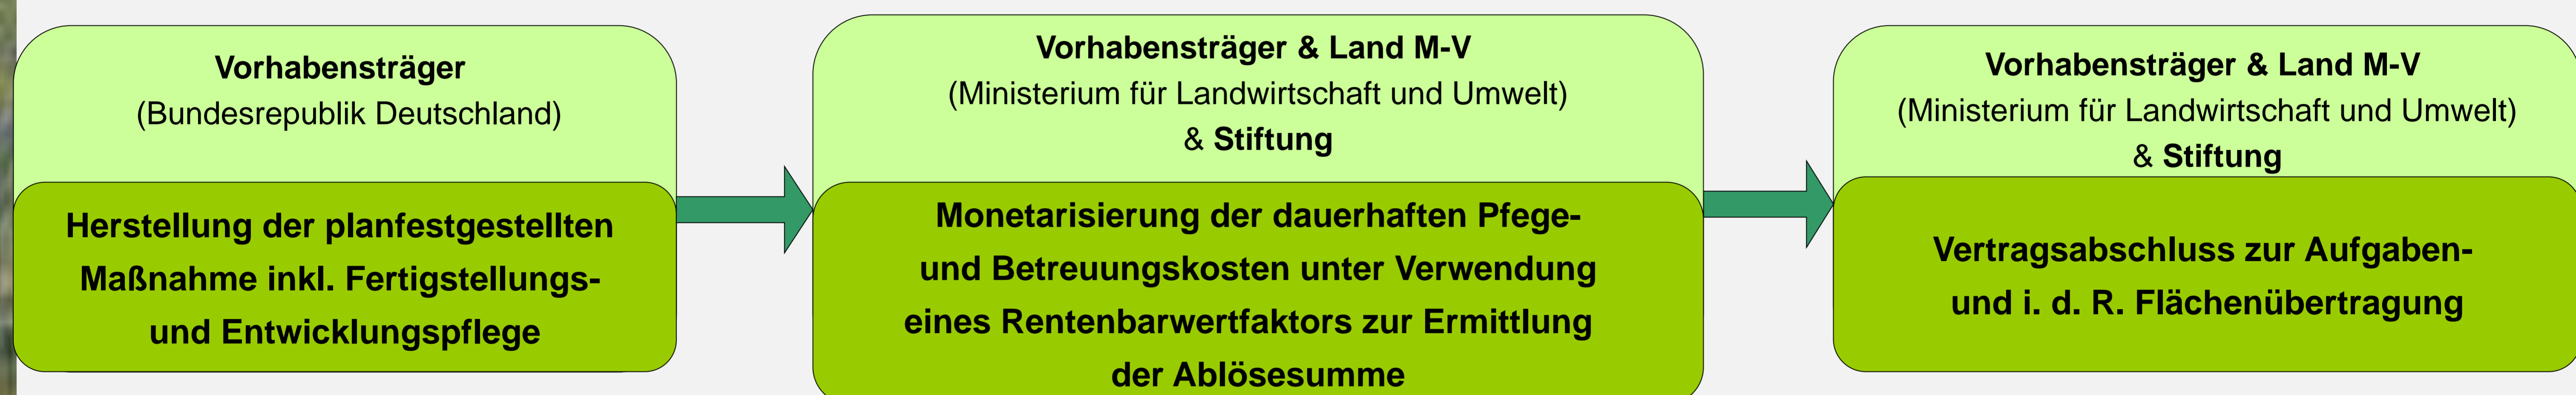 Vorhabensträger
(Bundesrepublik Deutschland)
Herstellung der planfestgestellten
Maßnahme inkl. Fertigstellungs-
und Entwicklungspflege
Vorhabensträger & Land M-V
(Ministerium für Landwirtschaft und Umwelt)
& Stiftung
Monetarisierung der dauerhaften Pfege-
und Betreuungskosten unter Verwendung
eines Rentenbarwertfaktors zur Ermittlung
der Ablösesumme
Vorhabensträger & Land M-V
(Ministerium für Landwirtschaft und Umwelt)
& Stiftung
Vertragsabschluss zur Aufgaben-
und i. d. R. Flächenübertragung